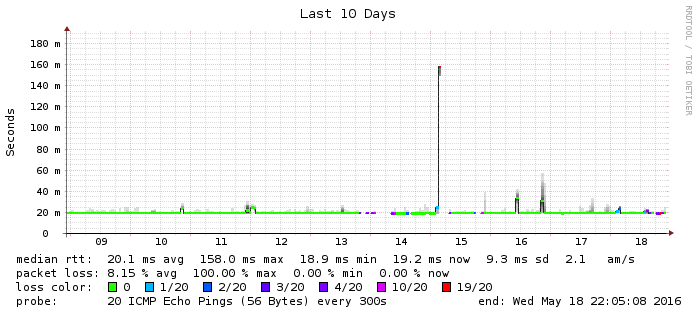 Last 10 Days
RRDTOOL / TOBI OETIKER
Seconds
180 m
160 m
140 m
120 m
100 m
80 m
60 m
40 m
20 m
0
09 10 11 12 13 14 15 16 17 18
median rtt: 20.1 ms avg 158.0 ms max 18.9 ms min 19.2 ms now 9.3 ms sd 2.1 am/s
packet loss: 8.15 % avg 100.00 % max 0.00 % min 0.00 % now
loss color: 0 1/20 2/20 3/20 4/20 10/20 19/20
probe: 20 ICMP Echo Pings (56 Bytes) every 300s end: Wed May 18 22:05:08 2016